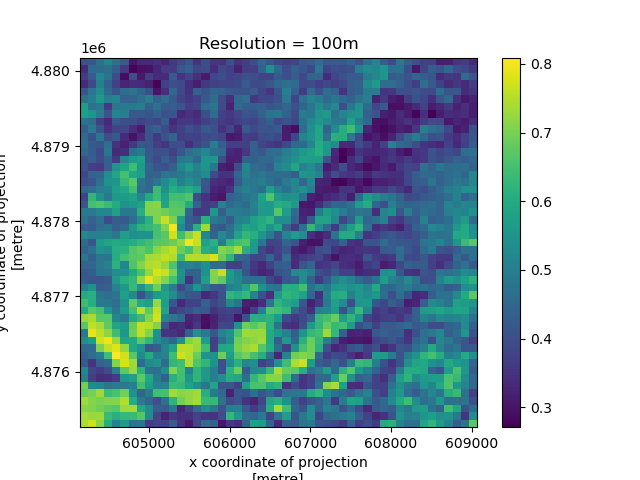 Resolution = 100m
1e6
4.880
4.879
4.878
4.877
4.876
y coordinate of projection
[metre]
605000 606000 607000 608000 609000
x coordinate of projection
[metre]
0.8
0.7
0.6
0.5
0.4
0.3